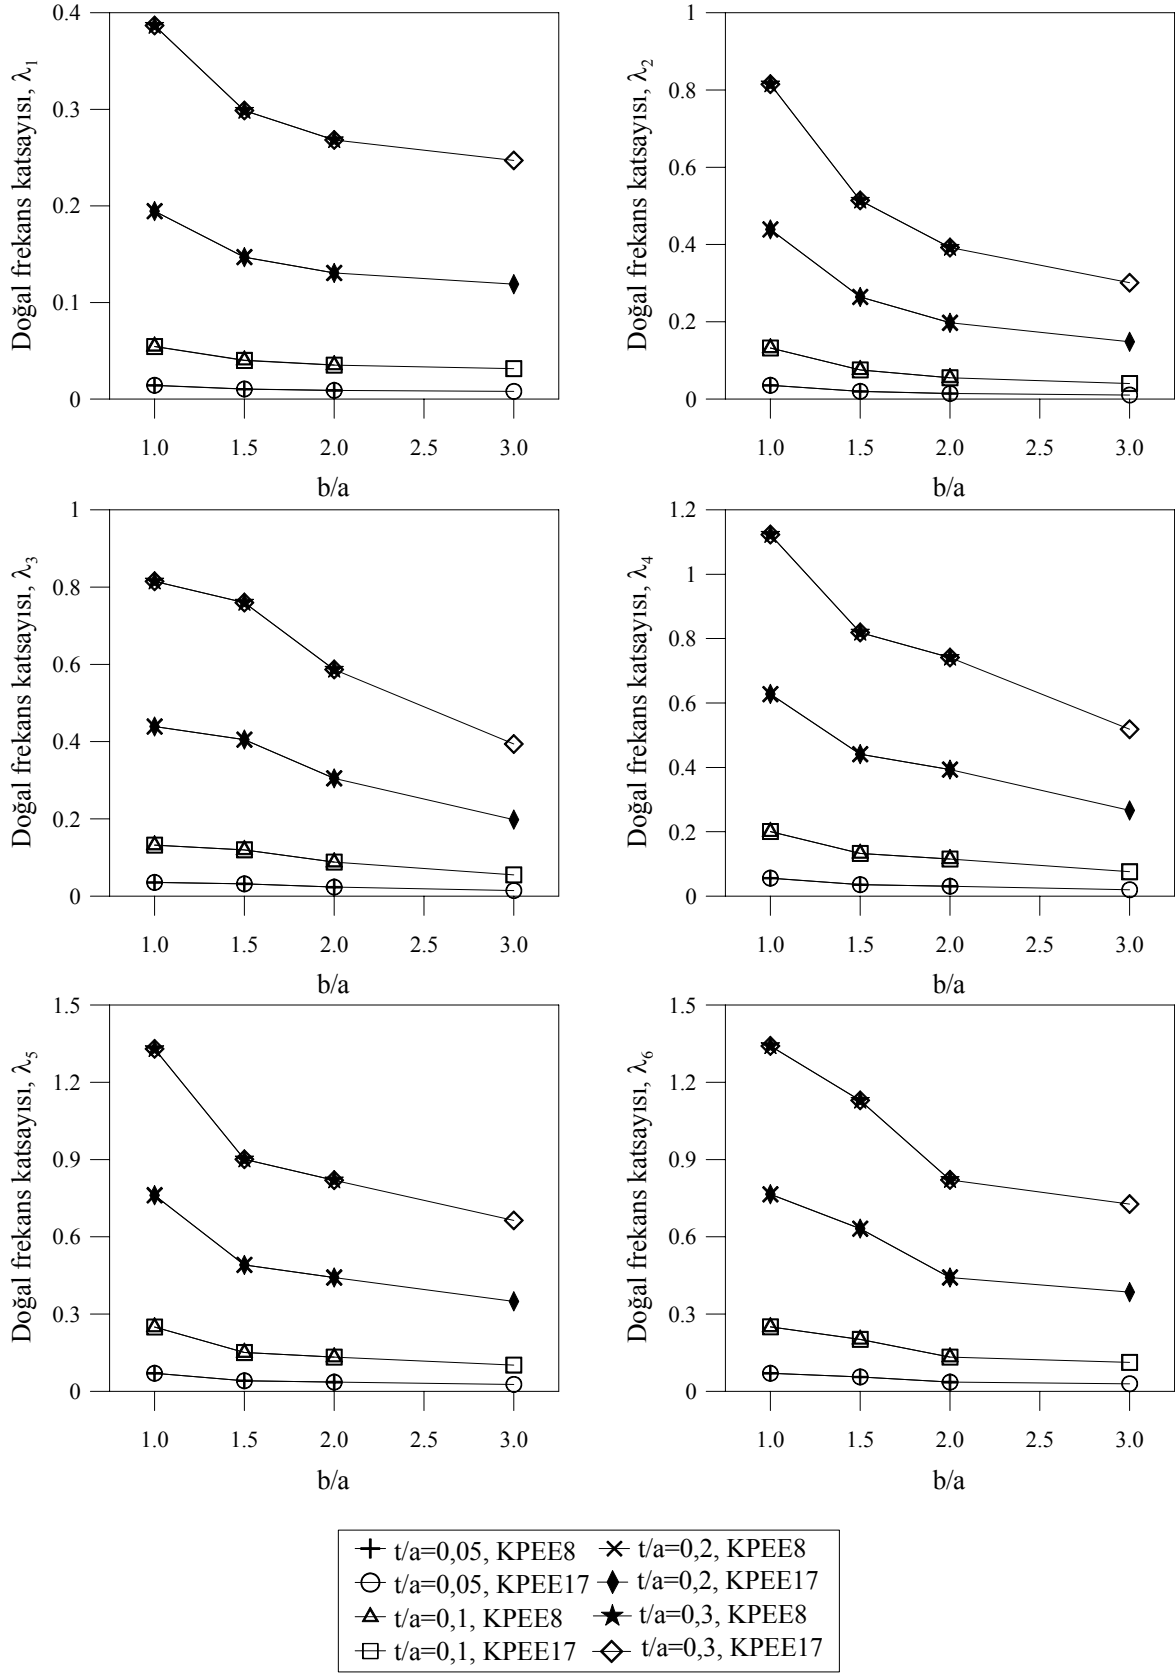 Doğal frekans katsayısı, λ1
0.4
0.3
0.2
0.1
0
1.0 1.5 2.0 2.5 3.0
b/a
Doğal frekans katsayısı, λ2
1
0.8
0.6
0.4
0.2
0
1.0 1.5 2.0 2.5 3.0
b/a
Doğal frekans katsayısı, λ3
1
0.8
0.6
0.4
0.2
0
1.0 1.5 2.0 2.5 3.0
b/a
Doğal frekans katsayısı, λ4
1.2
1
0.8
0.6
0.4
0.2
0
1.0 1.5 2.0 2.5 3.0
b/a
Doğal frekans katsayısı, λ5
1.5
1.2
0.9
0.6
0.3
0
1.0 1.5 2.0 2.5 3.0
b/a
Doğal frekans katsayısı, λ6
1.5
1.2
0.9
0.6
0.3
0
1.0 1.5 2.0 2.5 3.0
b/a
t/a=0,05, KPEE8
t/a=0,05, KPEE17
t/a=0,1, KPEE8
t/a=0,1, KPEE17
t/a=0,2, KPEE8
t/a=0,2, KPEE17
t/a=0,3, KPEE8
t/a=0,3, KPEE17